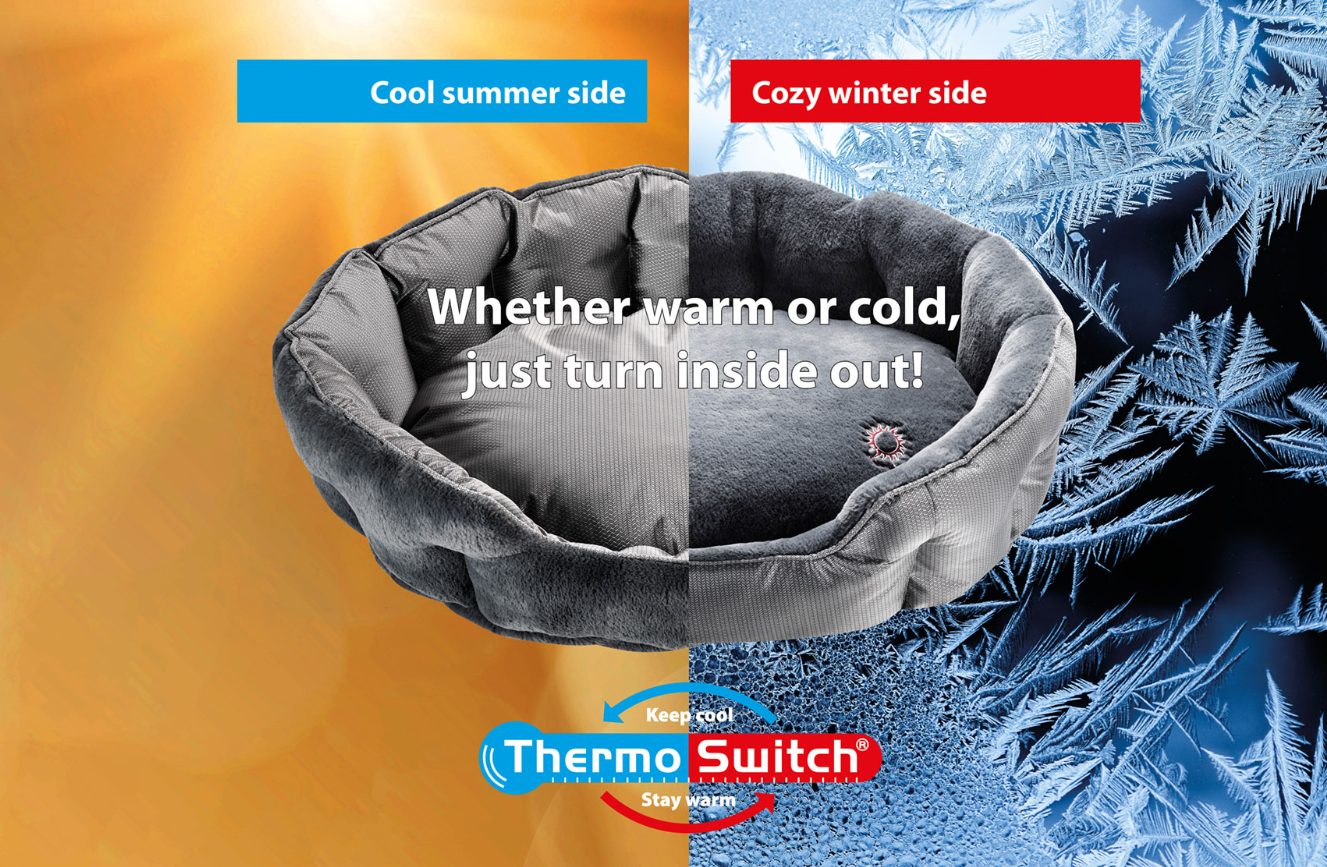 Cool summer side
Cozy winter side
Whether warm or cold,
just turn inside out!
Keep cool
Thermo Switch®
Stay warm